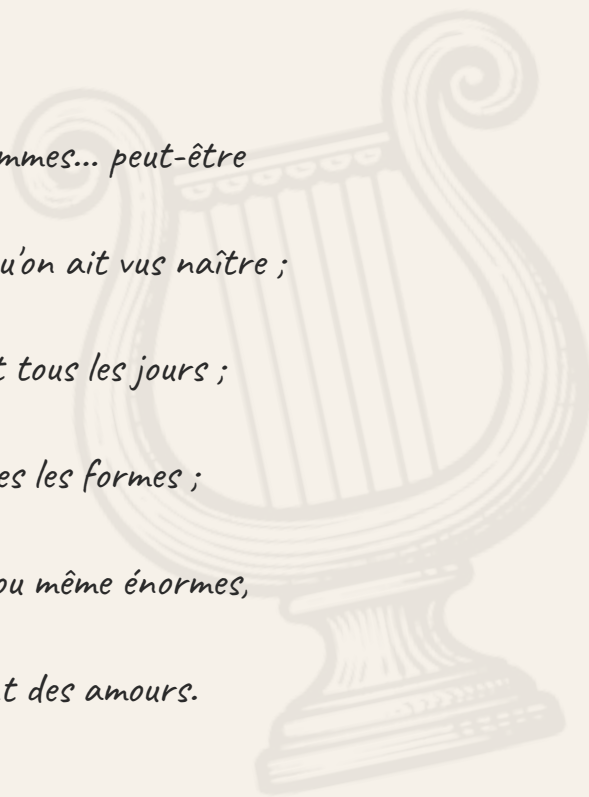 mmes... peut-être
u'on ait vus naître ;
t tous les jours ;
es les formes ;
ou même énormes,
t des amours.